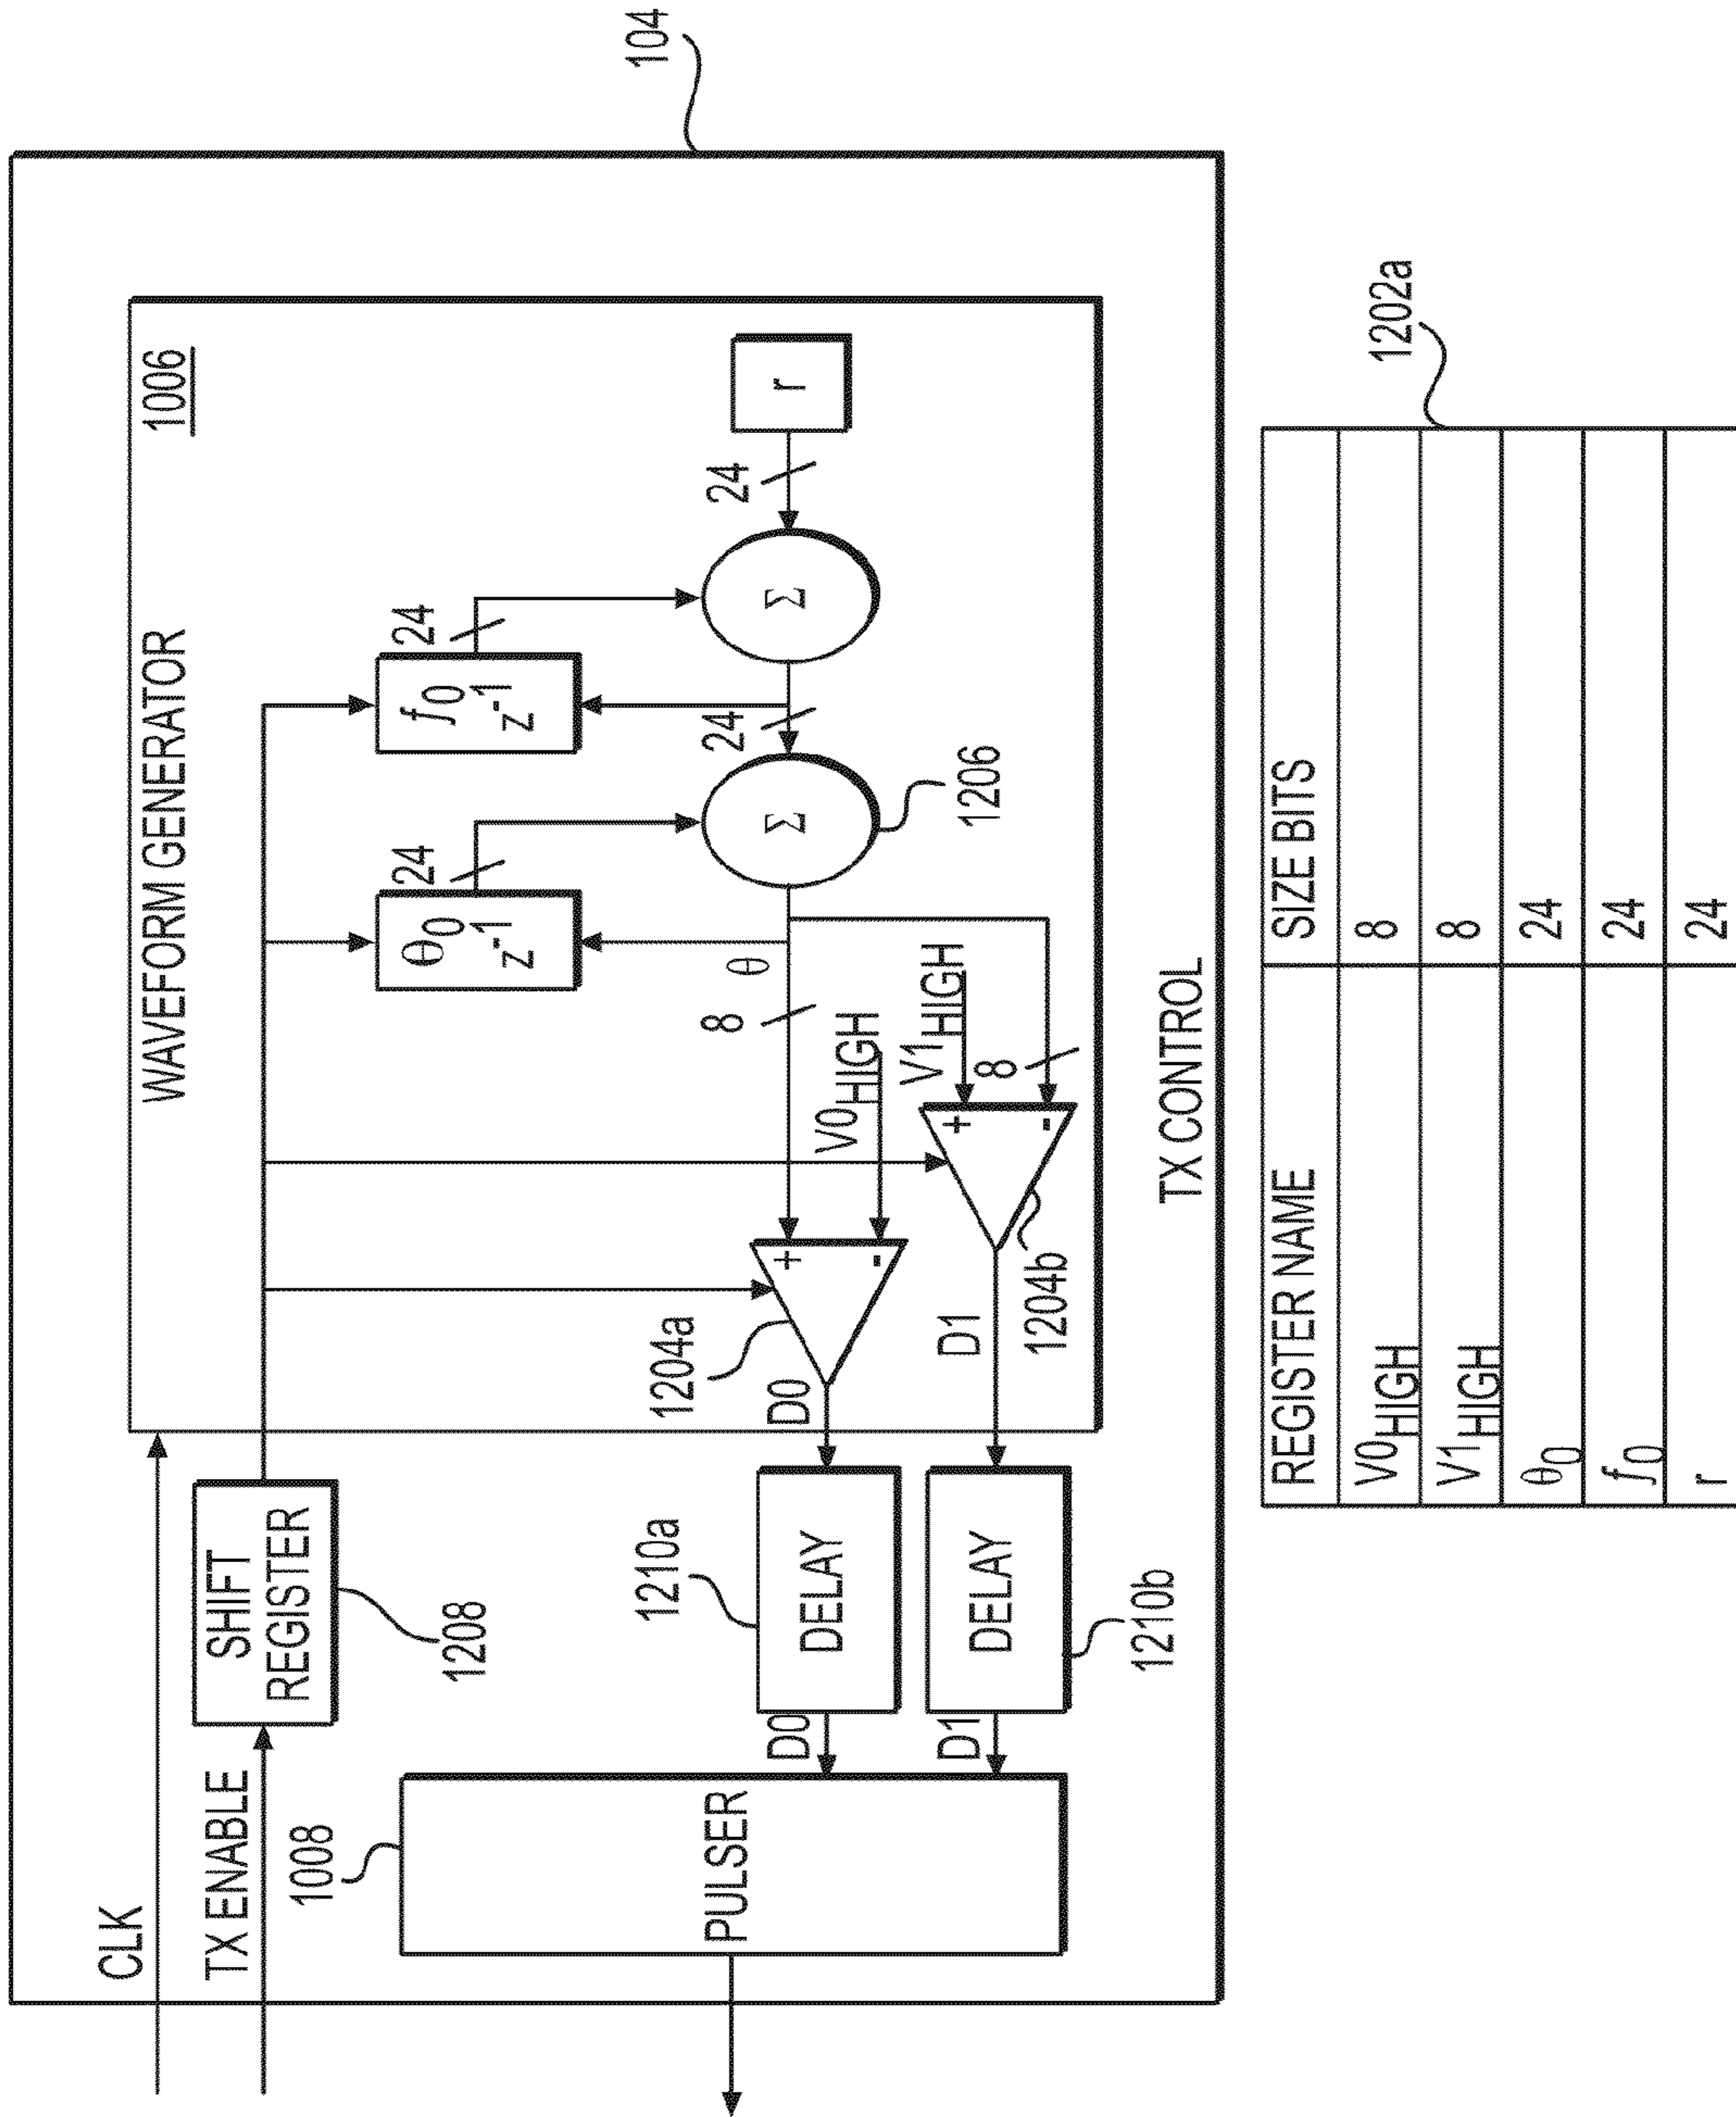 CLK
TX ENABLE
SHIFT
REGISTER
1208
WAVEFORM GENERATOR
1006
104
1008
PULSER
D0
D1
1210a
DELAY
DELAY
1210b
D0
D1
1204a
1204b
+
-
+
-
V0HIGH
V1HIGH
8
8
θ
θ0
z-1
24
f0
z-1
24
Σ
1206
24
Σ
24
r
TX CONTROL
1202a
REGISTER NAME SIZE BITS
V0HIGH 8
V1HIGH 8
θ0 24
f0 24
r 24